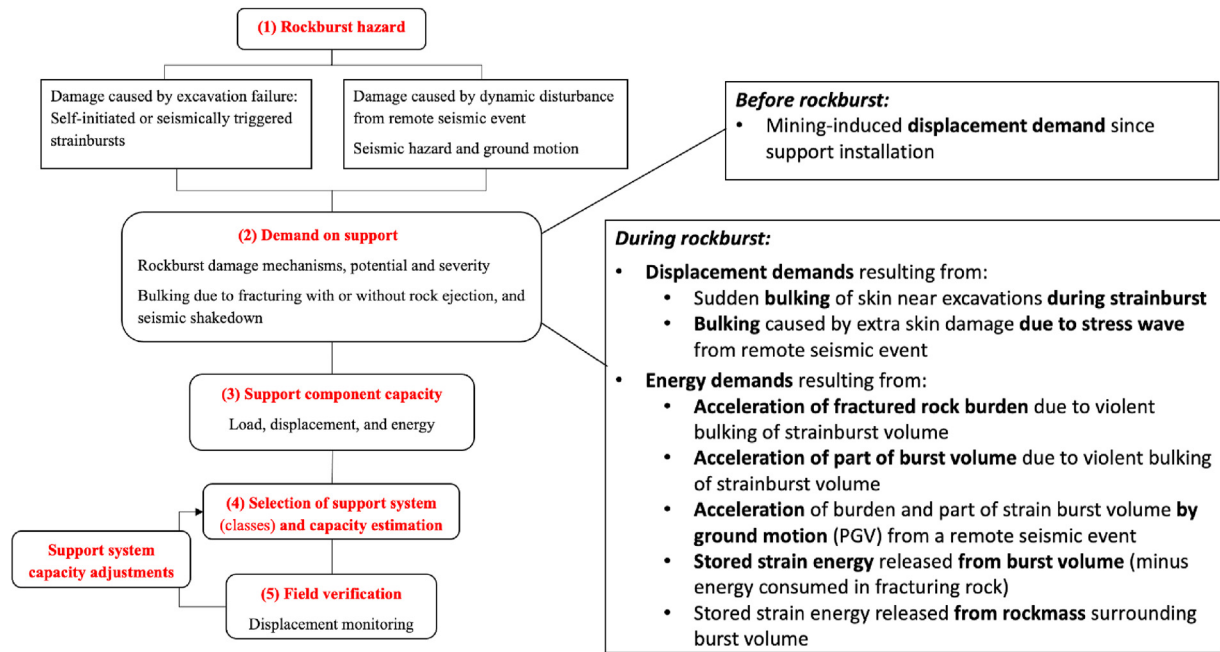 (1) Rockburst hazard
Damage caused by excavation failure:
Self-initiated or seismically triggered
strainbursts
Damage caused by dynamic disturbance
from remote seismic event
Seismic hazard and ground motion
(2) Demand on support
Rockburst damage mechanisms, potential and severity
Bulking due to fracturing with or without rock ejection, and
seismic shakedown
(3) Support component capacity
Load, displacement, and energy
(4) Selection of support system
(classes) and capacity estimation
Support system
capacity adjustments
(5) Field verification
Displacement monitoring
Before rockburst:
• Mining-induced displacement demand since
support installation
During rockburst:
• Displacement demands resulting from:
• Sudden bulking of skin near excavations during strainburst
• Bulking caused by extra skin damage due to stress wave
from remote seismic event
• Energy demands resulting from:
• Acceleration of fractured rock burden due to violent
bulking of strainburst volume
• Acceleration of part of burst volume due to violent bulking
of strainburst volume
• Acceleration of burden and part of strain burst volume by
ground motion (PGV) from a remote seismic event
• Stored strain energy released from burst volume (minus
energy consumed in fracturing rock)
• Stored strain energy released from rockmass surrounding
burst volume